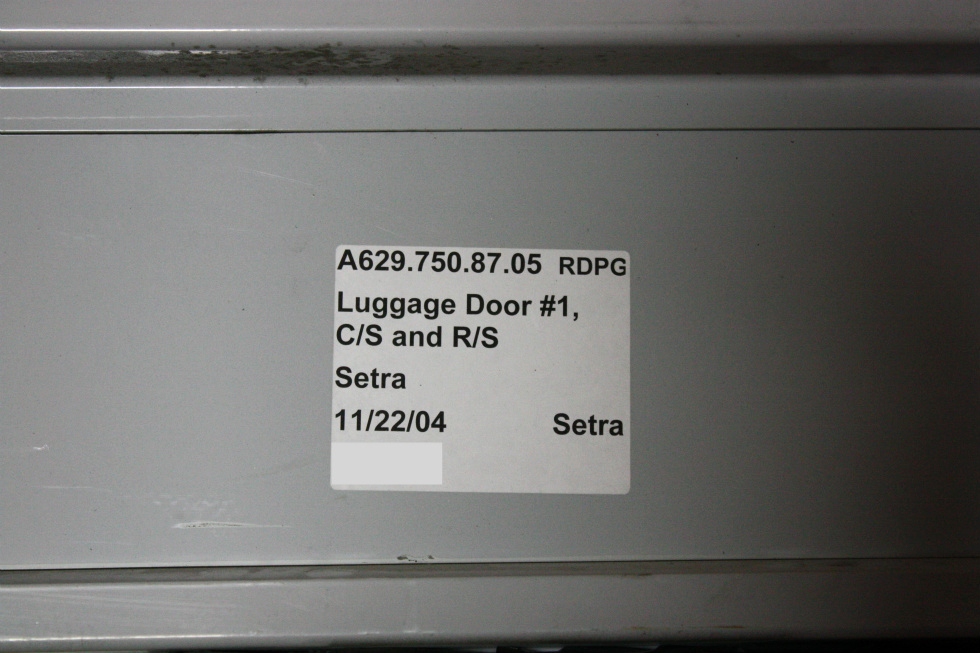 A629.750.87.05 RDPG
Luggage Door #1,
C/S and R/S
Setra
11/22/04 Setra